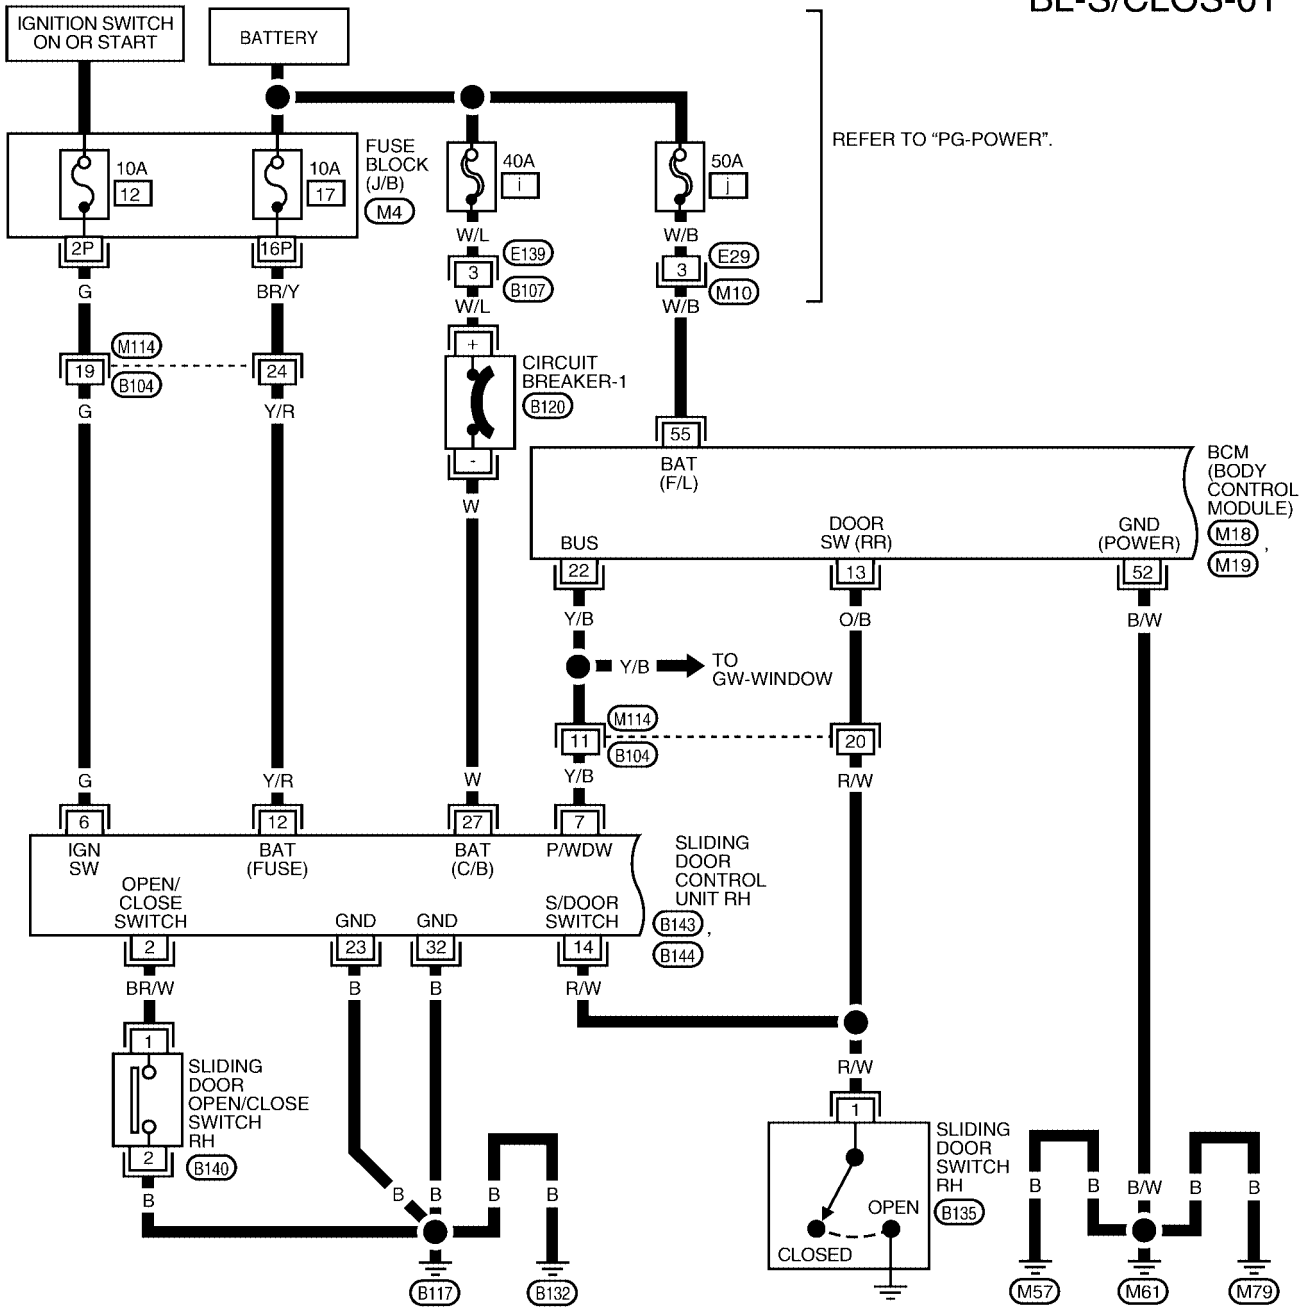 BL-S/CLOS-01
IGNITION SWITCH
ON OR START
BATTERY
REFER TO “PG-POWER”.
10A
12
10A
17
FUSE
BLOCK
(J/B)
M4
40A
i
50A
j
2P
16P
W/L
W/B
3
E139
B107
3
E29
M10
G
BR/Y
W/L
W/B
19
M114
B104
24
+
CIRCUIT
BREAKER-1
B120
G
Y/R
-
W
55
BAT
(F/L)
BCM
(BODY
CONTROL
MODULE)
M18
,
M19
BUS
DOOR
SW (RR)
GND
(POWER)
22
13
52
Y/B
O/B
B/W
Y/B
TO
GW-WINDOW
11
M114
B104
20
G
Y/R
W
Y/B
R/W
6
12
27
7
IGN
SW
BAT
(FUSE)
BAT
(C/B)
P/WDW
SLIDING
DOOR
CONTROL
UNIT RH
B143
,
B144
OPEN/
CLOSE
SWITCH
GND
GND
S/DOOR
SWITCH
2
23
32
14
BR/W
B
B
R/W
1
SLIDING
DOOR
OPEN/CLOSE
SWITCH
RH
B140
2
R/W
1
SLIDING
DOOR
SWITCH
RH
B135
OPEN
CLOSED
B
B
B
B
B
B
B
B/W
B
B
B117
B132
M57
M61
M79